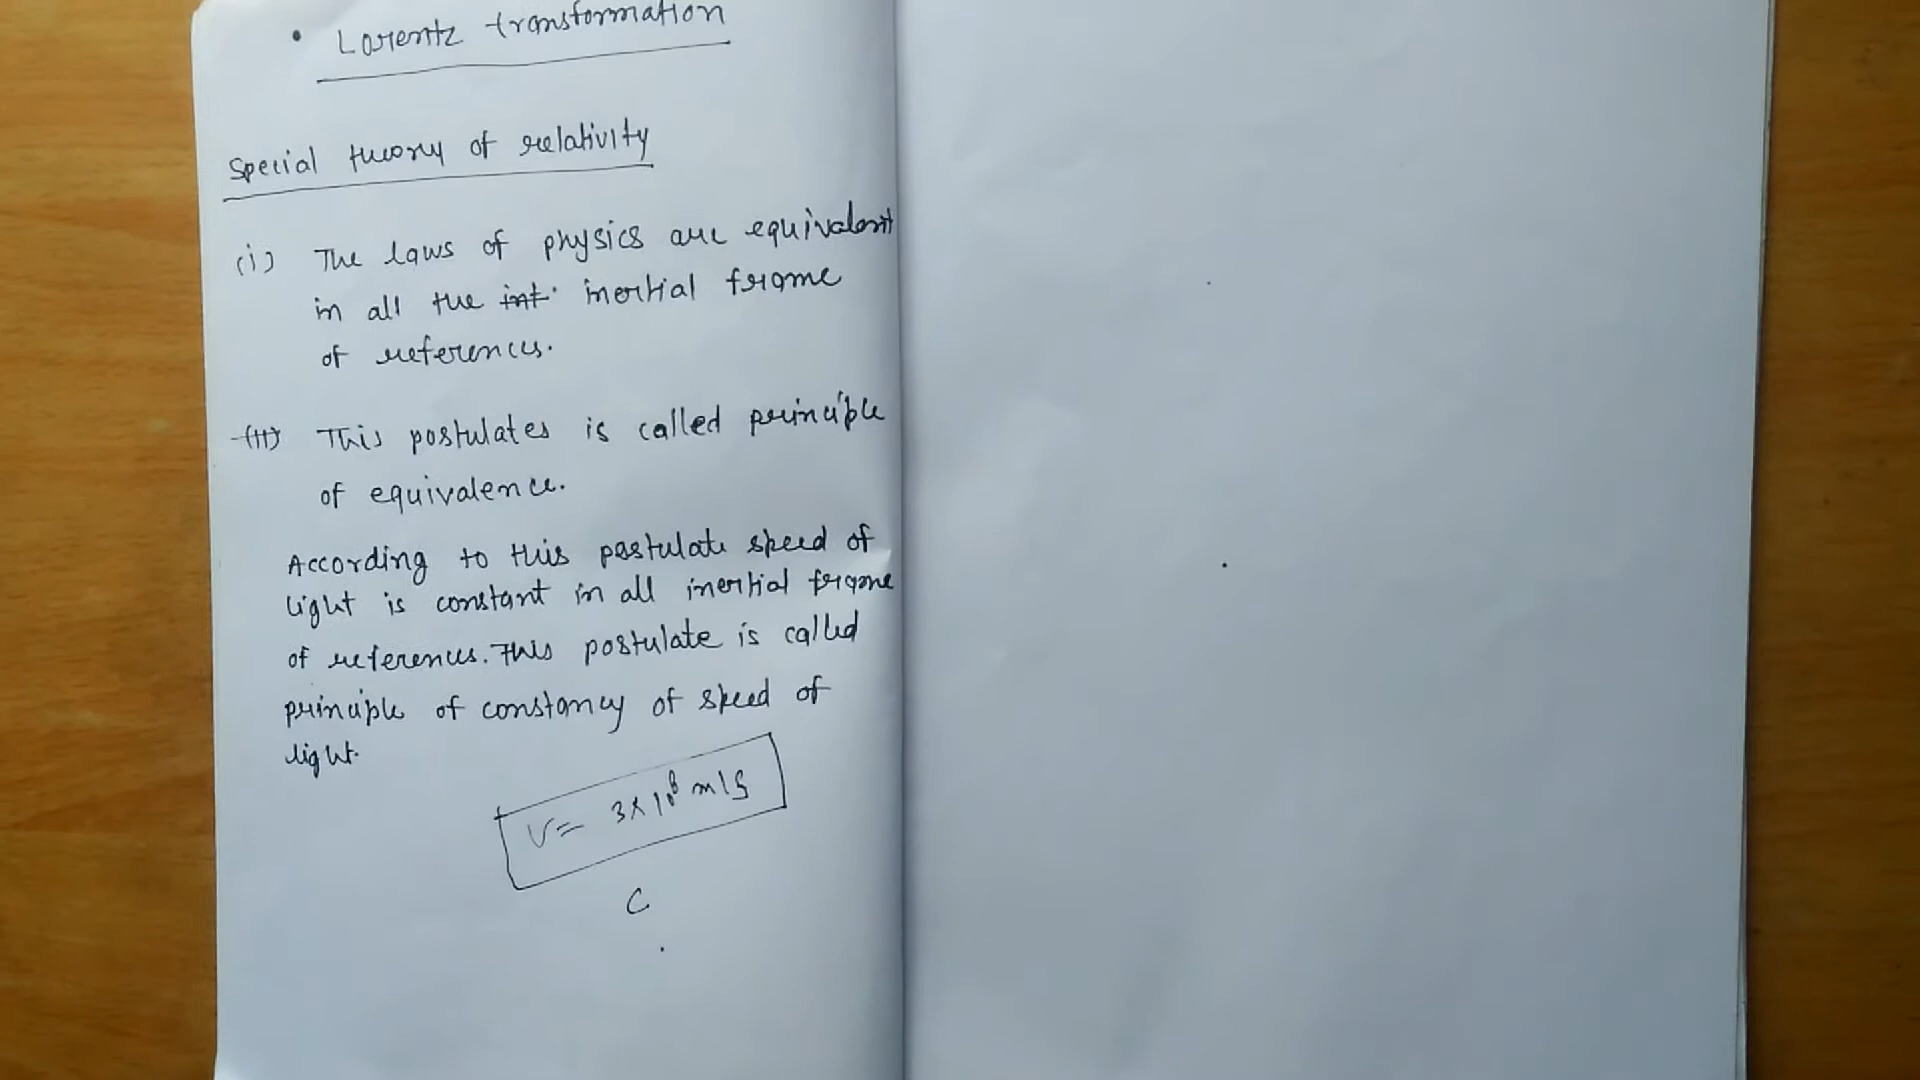 • Lorentz transformation
Special theory of relativity
(i) The laws of physics are equivalent
in all the int. inertial frame
of references.
(ii) This postulates is called principle
of equivalence.
According to this postulate speed of
light is constant in all inertial frame
of references. This postulate is called
principle of constancy of speed of
light.
v = 3×10⁸ m/s
C